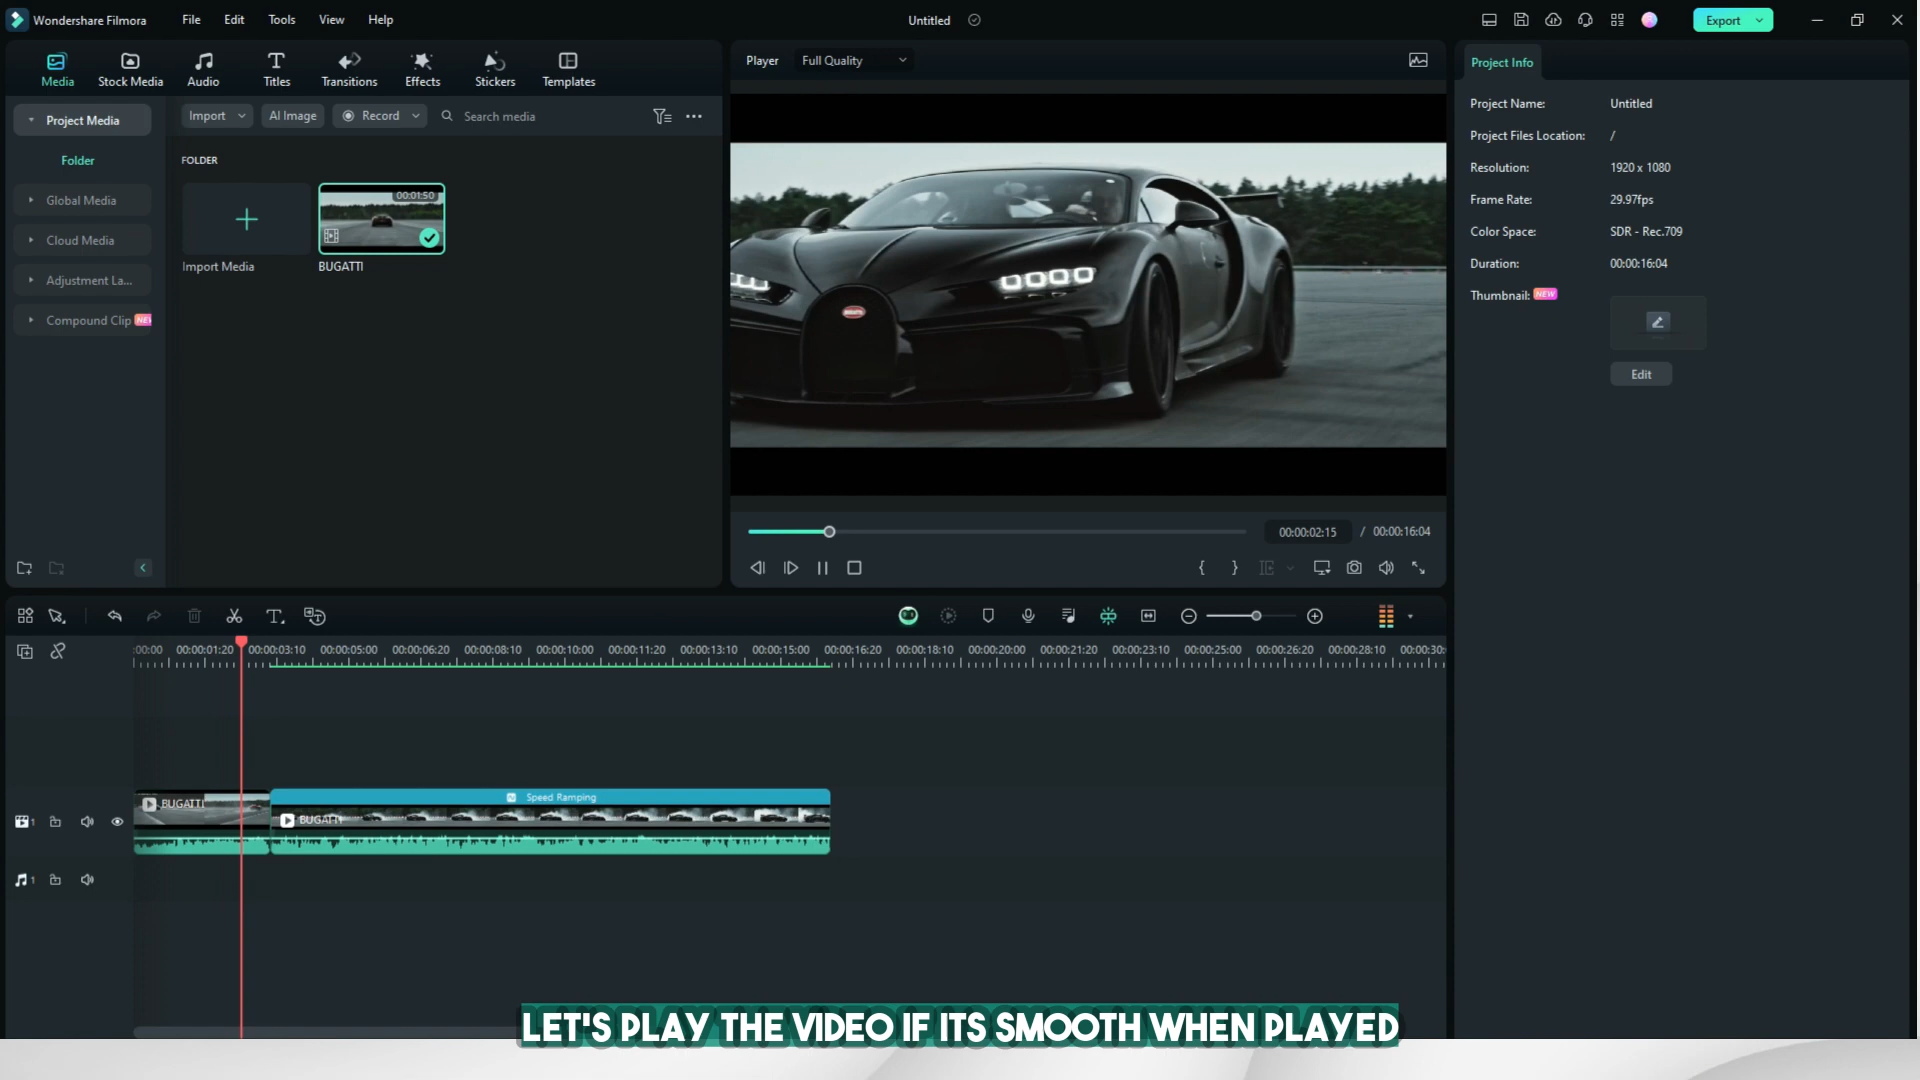 Wondershare Filmora File Edit Tools View Help Untitled Export
Media Stock Media Audio Titles Transitions Effects Stickers Templates
Player Full Quality
Project Info
Project Media
Folder
Global Media
Cloud Media
Adjustment La...
Compound Clip NEW
Import AI Image Record Search media
FOLDER
00:01:50
Import Media BUGATTI
00:00:02:15 / 00:00:16:04
Project Name: Untitled
Project Files Location: /
Resolution: 1920 x 1080
Frame Rate: 29.97fps
Color Space: SDR - Rec.709
Duration: 00:00:16:04
Thumbnail: NEW
Edit
:00:00 00:00:01:20 00:00:03:10 00:00:05:00 00:00:06:20 00:00:08:10 00:00:10:00 00:00:11:20 00:00:13:10 00:00:15:00 00:00:16:20 00:00:18:10 00:00:20:00 00:00:21:20 00:00:23:10 00:00:25:00 00:00:26:20 00:00:28:10 00:00:30:
Speed Ramping
BUGATTI BUGATTI
1
1
LET'S PLAY THE VIDEO IF ITS SMOOTH WHEN PLAYED